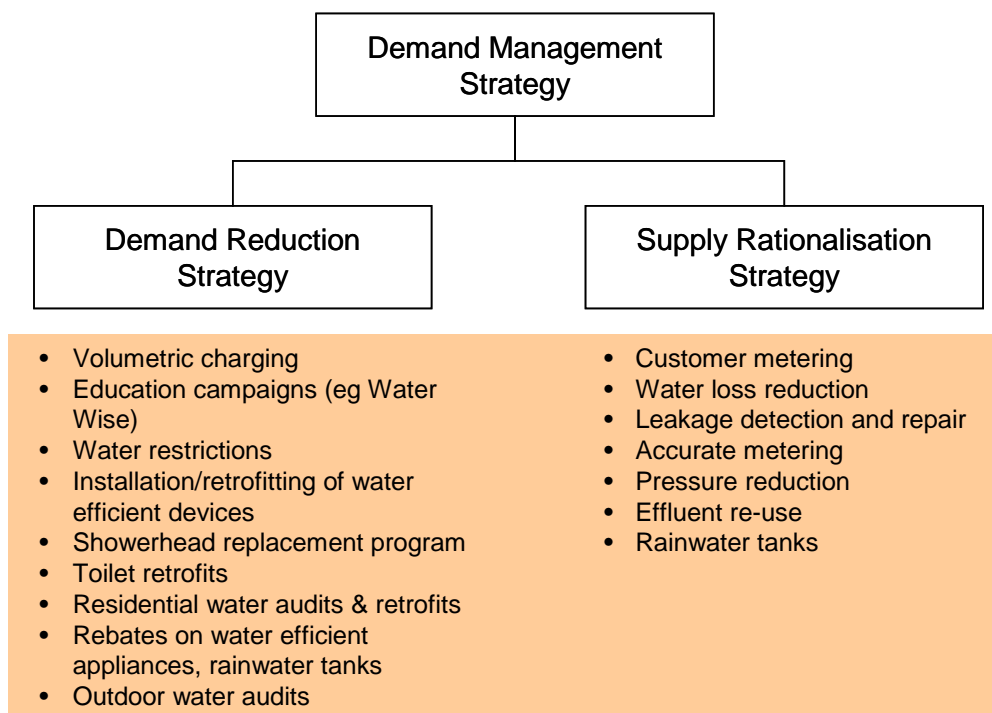 Demand Management
Strategy
Demand Reduction
Strategy
Supply Rationalisation
Strategy
• Volumetric charging
• Education campaigns (eg Water
Wise)
• Water restrictions
• Installation/retrofitting of water
efficient devices
• Showerhead replacement program
• Toilet retrofits
• Residential water audits & retrofits
• Rebates on water efficient
appliances, rainwater tanks
• Outdoor water audits
• Customer metering
• Water loss reduction
• Leakage detection and repair
• Accurate metering
• Pressure reduction
• Effluent re-use
• Rainwater tanks